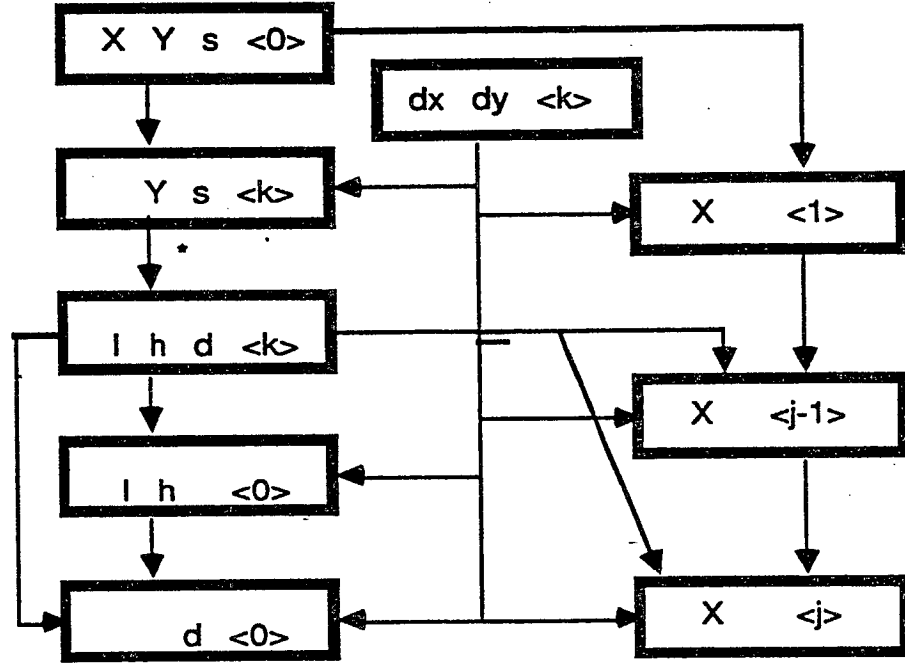 X Y s <0>
dx dy <k>
Y s <k>
*
X <1>
l h d <k>
X <j-1>
l h <0>
d <0>
X <j>